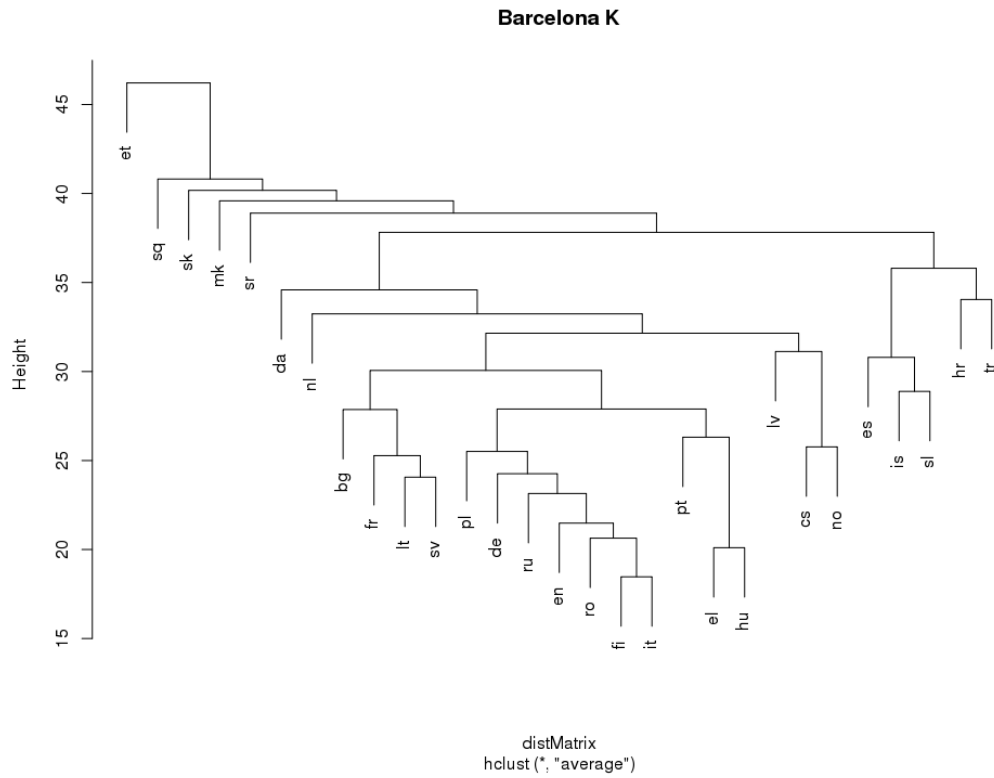 Barcelona K
Height
45
40
35
30
25
20
15
et
sq
sk
mk
sr
da
nl
bg
fr
lt
sv
pl
de
ru
en
ro
fi
it
pt
el
hu
lv
cs
no
es
is
sl
hr
tr
distMatrix
hclust (*, "average")